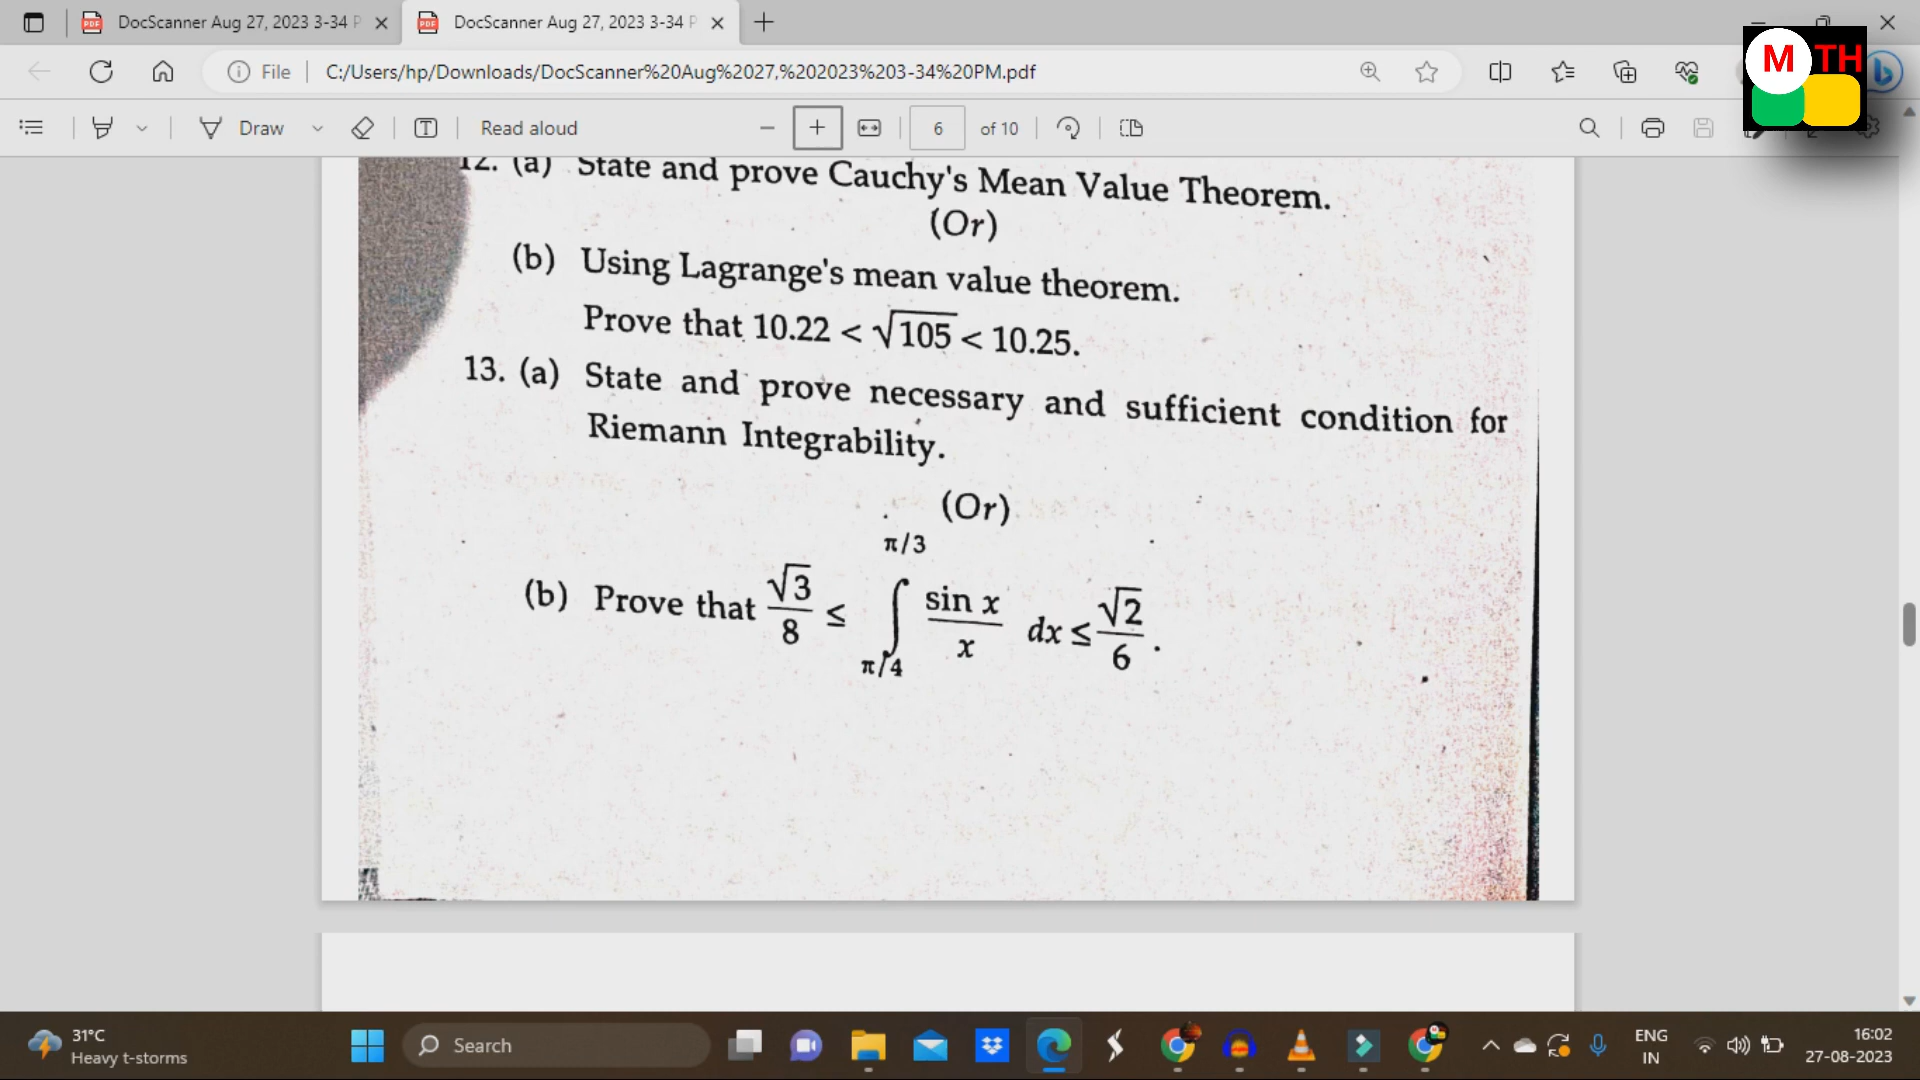 DocScanner Aug 27, 2023 3-34 P
DocScanner Aug 27, 2023 3-34 P
File
C:/Users/hp/Downloads/DocScanner%20Aug%2027,%202023%203-34%20PM.pdf
M TH
Draw
Read aloud
6 of 10
12. (a) State and prove Cauchy's Mean Value Theorem.
(Or)
(b) Using Lagrange's mean value theorem.
Prove that 10.22 < √105 < 10.25.
13. (a) State and prove necessary and sufficient condition for
Riemann Integrability.
(Or)
(b) Prove that √3/8 ≤ ∫_{π/4}^{π/3} sin x/x dx ≤ √2/6.
31°C
Heavy t-storms
Search
ENG
IN
16:02
27-08-2023